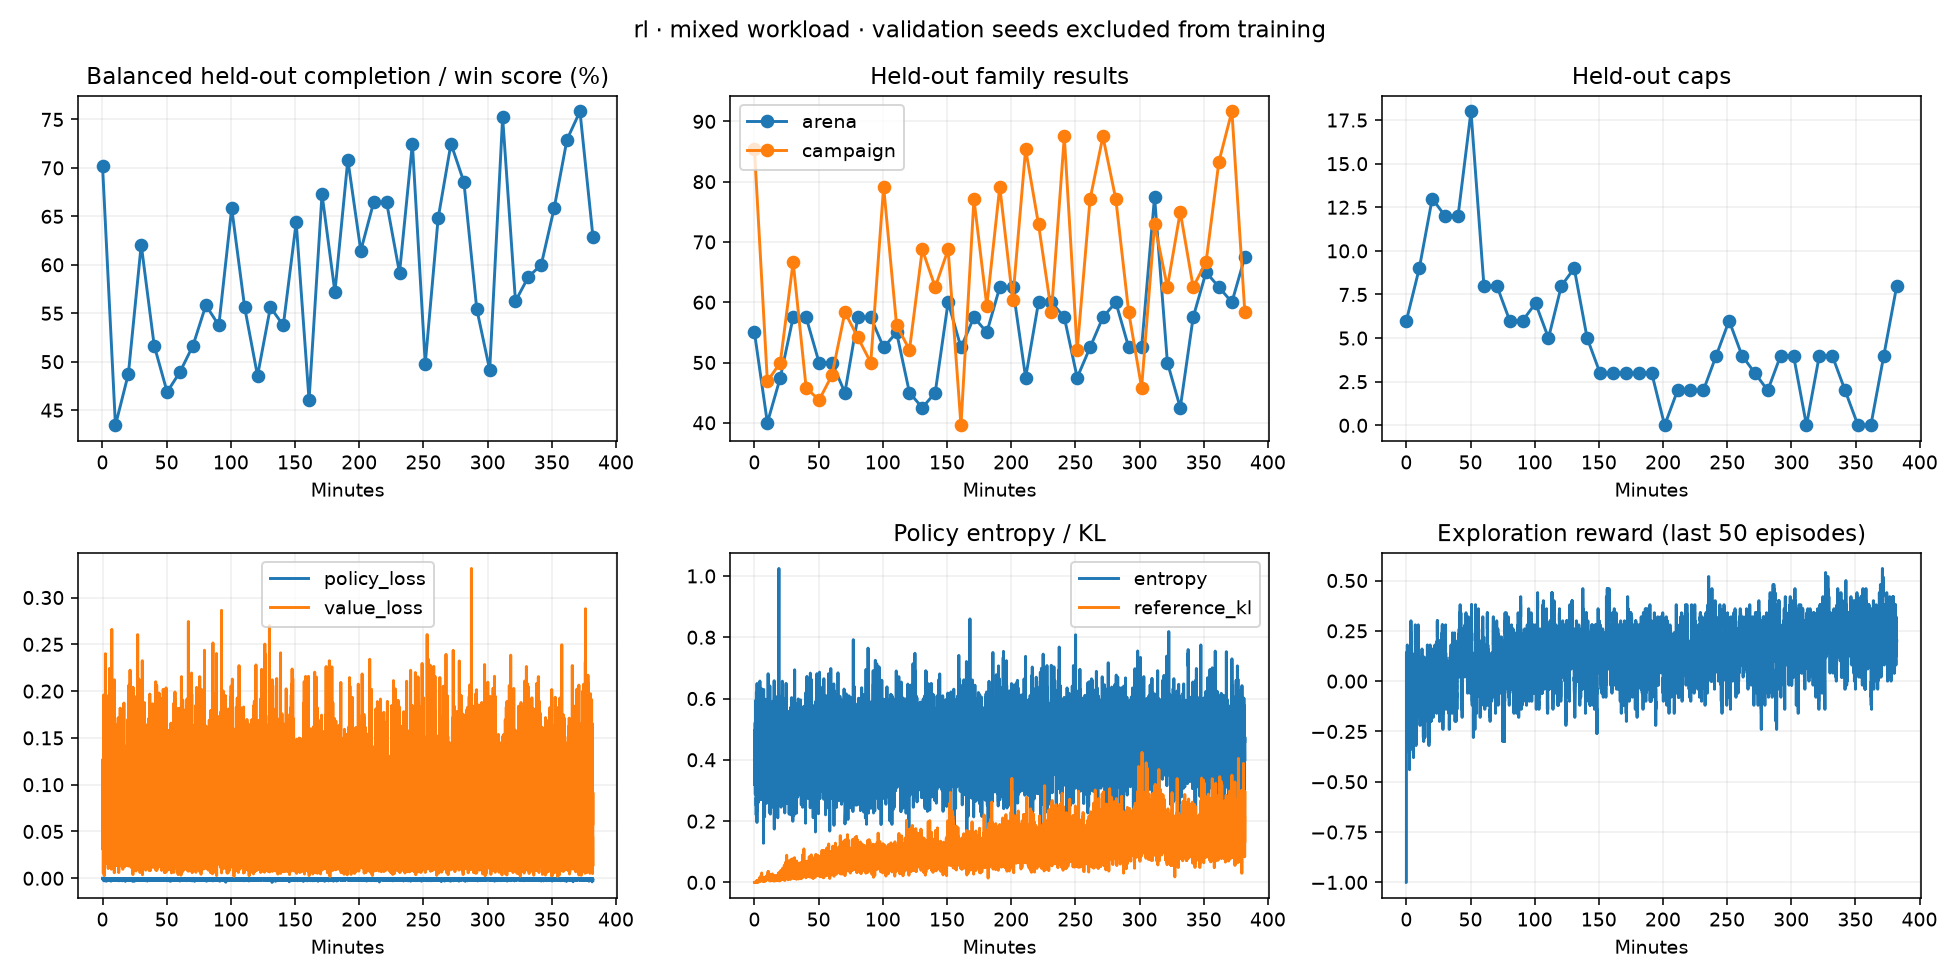 rl · mixed workload · validation seeds excluded from training
Balanced held-out completion / win score (%)
75
70
65
60
55
50
45
0 50 100 150 200 250 300 350 400
Minutes
Held-out family results
arena
campaign
90
80
70
60
50
40
0 50 100 150 200 250 300 350 400
Minutes
Held-out caps
17.5
15.0
12.5
10.0
7.5
5.0
2.5
0.0
0 50 100 150 200 250 300 350 400
Minutes
policy_loss
value_loss
0.30
0.25
0.20
0.15
0.10
0.05
0.00
0 50 100 150 200 250 300 350 400
Minutes
Policy entropy / KL
entropy
reference_kl
1.0
0.8
0.6
0.4
0.2
0.0
0 50 100 150 200 250 300 350 400
Minutes
Exploration reward (last 50 episodes)
0.50
0.25
0.00
−0.25
−0.50
−0.75
−1.00
0 50 100 150 200 250 300 350 400
Minutes